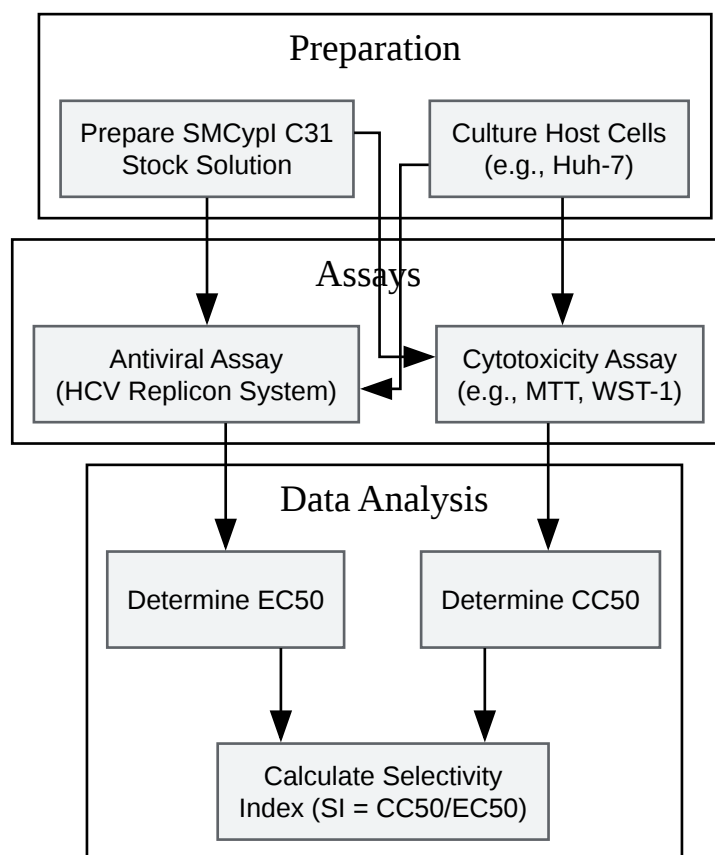 Preparation
Prepare SMCypI C31
Stock Solution
Culture Host Cells
(e.g., Huh-7)
Assays
Antiviral Assay
(HCV Replicon System)
Cytotoxicity Assay
(e.g., MTT, WST-1)
Data Analysis
Determine EC50
Determine CC50
Calculate Selectivity
Index (SI = CC50/EC50)